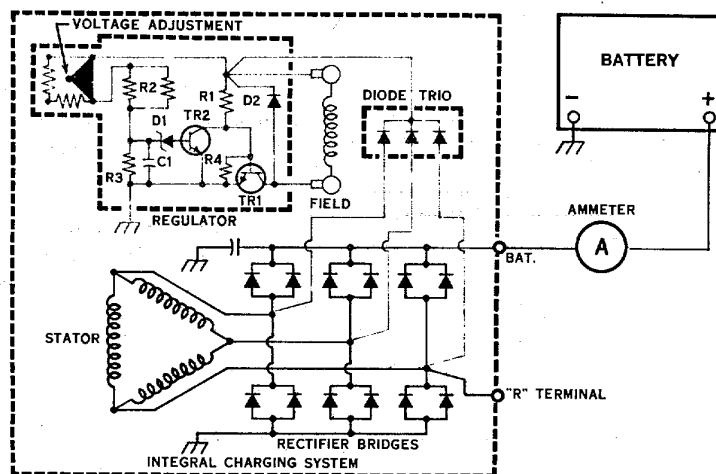 VOLTAGE ADJUSTMENT
R2
R1
D2
D1
TR2
C1
R3
R4
TR1
REGULATOR
FIELD
DIODE TRIO
BATTERY
-
+
AMMETER
A
BAT.
STATOR
"R" TERMINAL
RECTIFIER BRIDGES
INTEGRAL CHARGING SYSTEM